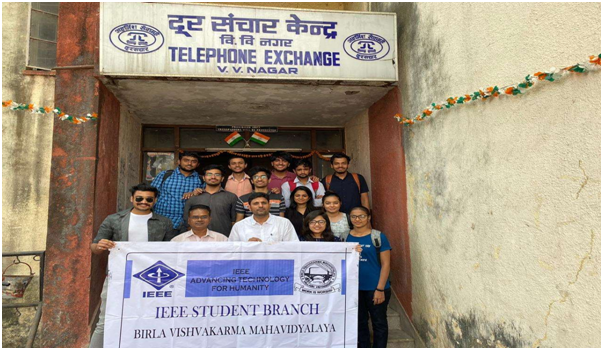 दूर संचार केन्द्र
वि. वि नगर
TELEPHONE EXCHANGE
V. V. NAGAR
IEEE
IEEE
ADVANCING TECHNOLOGY
FOR HUMANITY
IEEE STUDENT BRANCH
BIRLA VISHVAKARMA MAHAVIDYALAYA